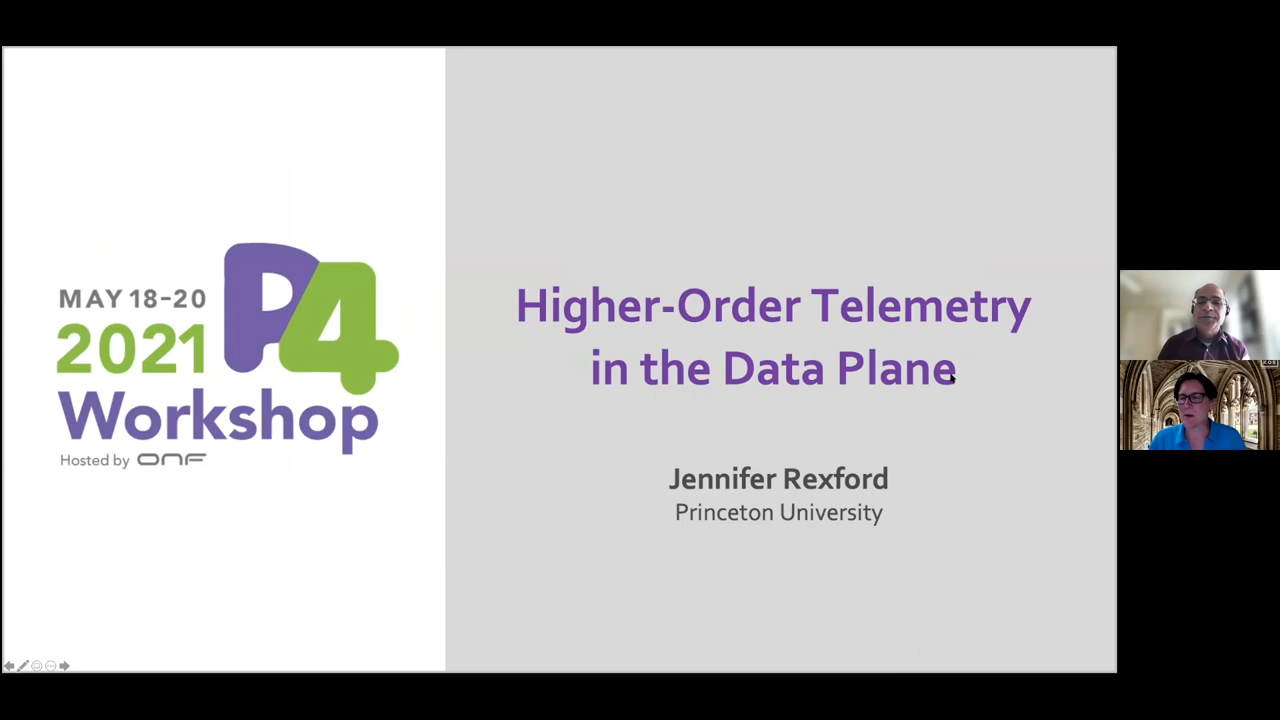 MAY 18-20
2021
P4
Workshop
Hosted by ONF
Higher-Order Telemetry
in the Data Plane
Jennifer Rexford
Princeton University